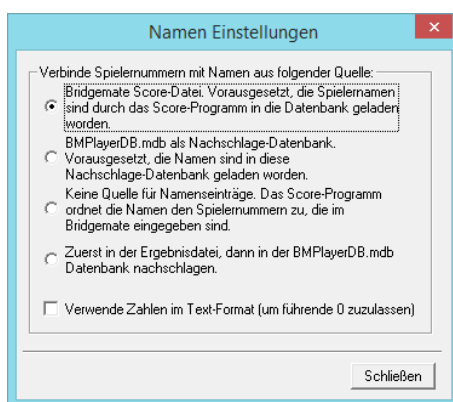 Namen Einstellungen
Verbinde Spielernummern mit Namen aus folgender Quelle:
Bridgemate Score-Datei. Vorausgesetzt, die Spielernamen
sind durch das Score-Programm in die Datenbank geladen
worden.
BMPlayerDB.mdb als Nachschlage-Datenbank.
Vorausgesetzt, die Namen sind in diese
Nachschlage-Datenbank geladen worden.
Keine Quelle für Namenseinträge. Das Score-Programm
ordnet die Namen den Spielernummern zu, die im
Bridgemate eingegeben sind.
Zuerst in der Ergebnisdatei, dann in der BMPlayerDB.mdb
Datenbank nachschlagen.
Verwende Zahlen im Text-Format (um führende 0 zuzulassen)
Schließen